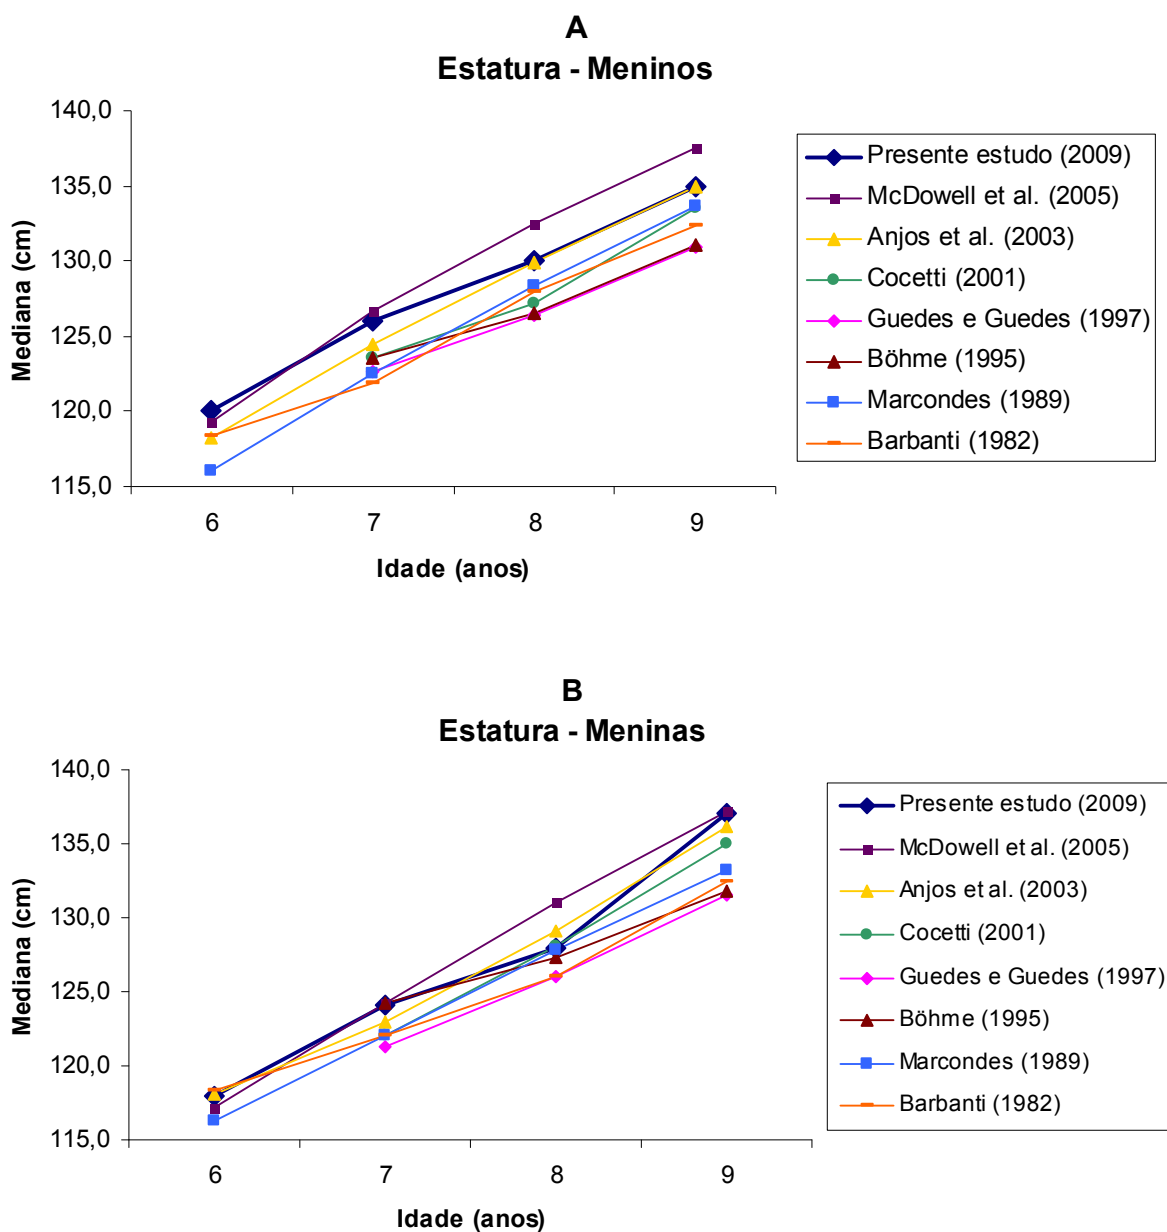 A
Estatura - Meninos
140,0
135,0
130,0
125,0
120,0
115,0
Mediana (cm)
6 7 8 9
Idade (anos)
Presente estudo (2009)
McDowell et al. (2005)
Anjos et al. (2003)
Cocetti (2001)
Guedes e Guedes (1997)
Böhme (1995)
Marcondes (1989)
Barbanti (1982)
B
Estatura - Meninas
140,0
135,0
130,0
125,0
120,0
115,0
Mediana (cm)
6 7 8 9
Idade (anos)
Presente estudo (2009)
McDowell et al. (2005)
Anjos et al. (2003)
Cocetti (2001)
Guedes e Guedes (1997)
Böhme (1995)
Marcondes (1989)
Barbanti (1982)